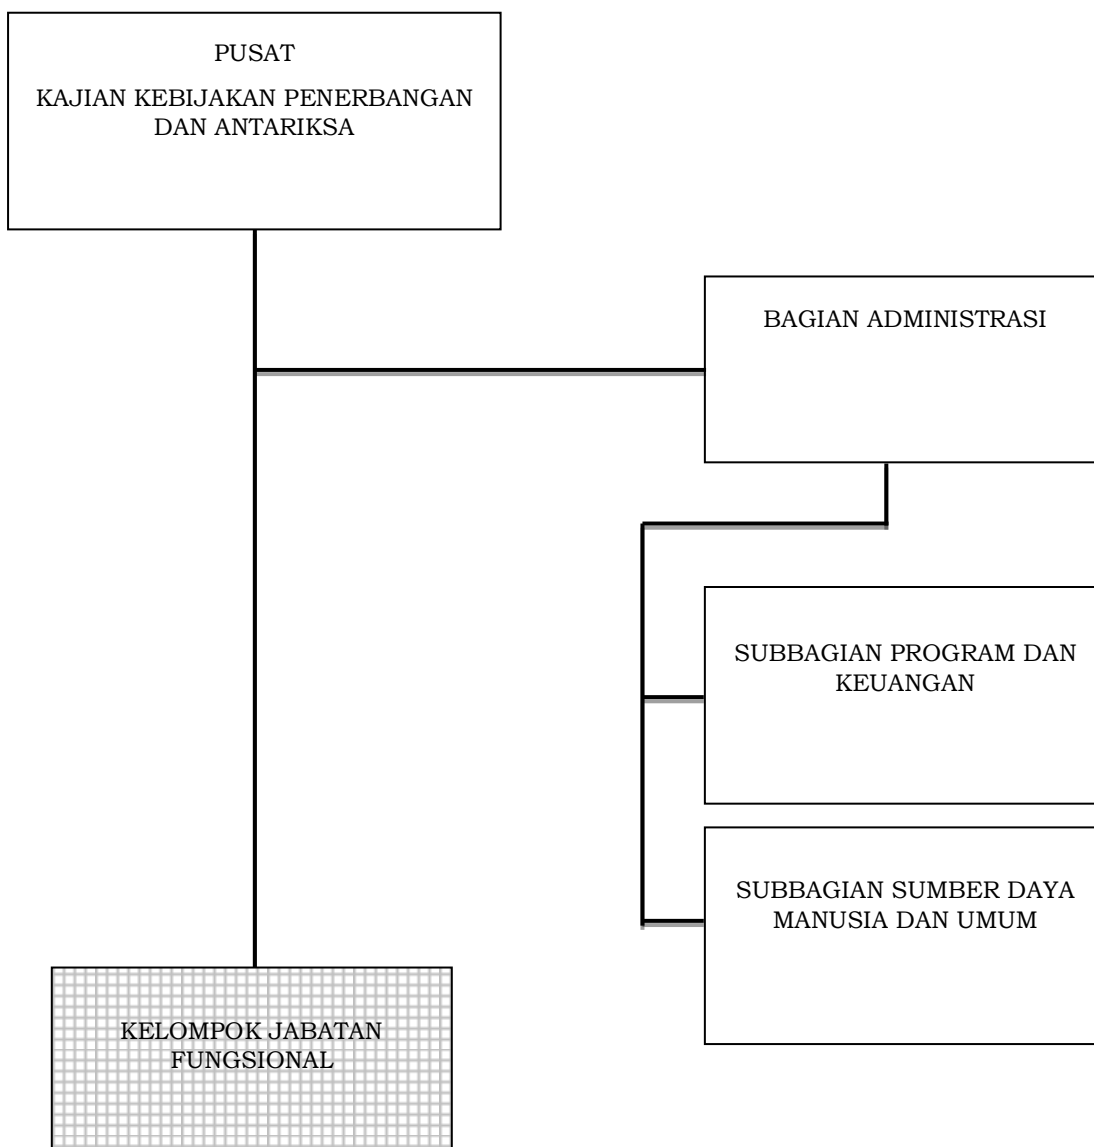 PUSAT
KAJIAN KEBIJAKAN PENERBANGAN
DAN ANTARIKSA
BAGIAN ADMINISTRASI
SUBBAGIAN PROGRAM DAN
KEUANGAN
SUBBAGIAN SUMBER DAYA
MANUSIA DAN UMUM
KELOMPOK JABATAN
FUNGSIONAL